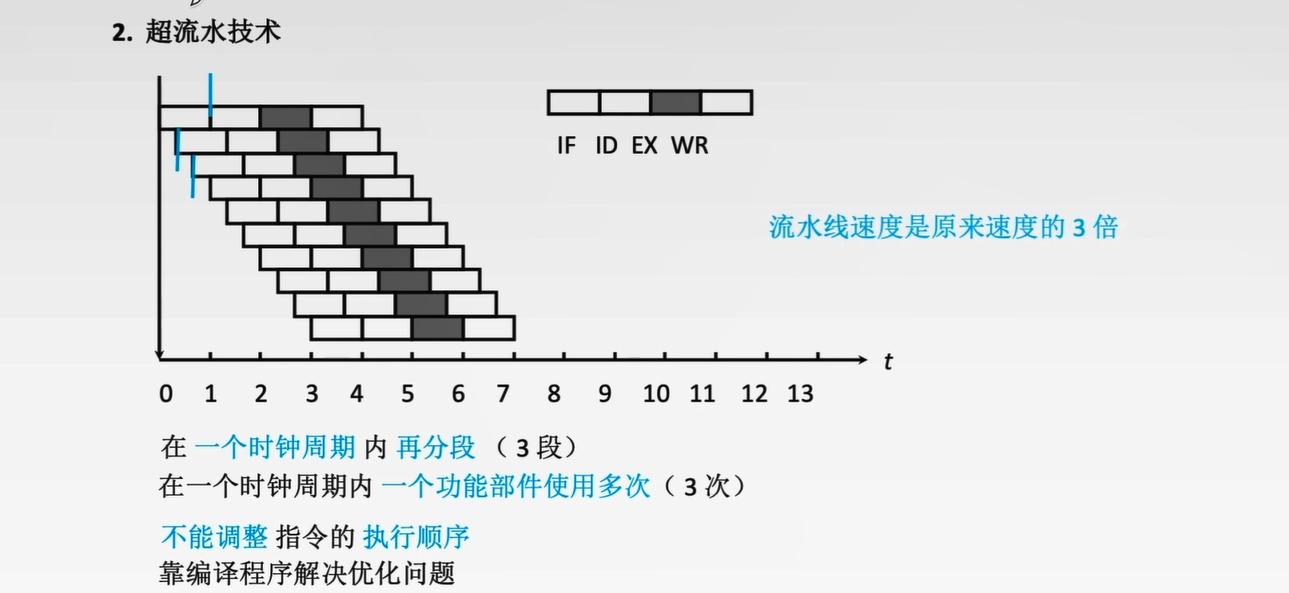 2. 超流水技术
IF ID EX WR
流水线速度是原来速度的 3 倍
t
0 1 2 3 4 5 6 7 8 9 10 11 12 13
在 一个时钟周期 内 再分段 （ 3 段）
在一个时钟周期内 一个功能部件使用多次（ 3 次）
不能调整 指令的 执行顺序
靠编译程序解决优化问题